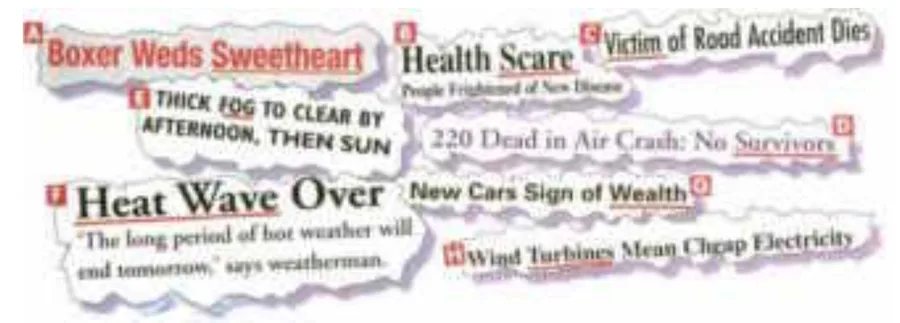 A
Boxer Weds Sweetheart
B
Health Scare
People Frightened of New Disease
C
Victim of Road Accident Dies
E
THICK FOG TO CLEAR BY
AFTERNOON, THEN SUN
D
220 Dead in Air Crash: No Survivors
F
Heat Wave Over
"The long period of hot weather will
end tomorrow," says weatherman.
New Cars Sign of Wealth
G
H
Wind Turbines Mean Cheap Electricity